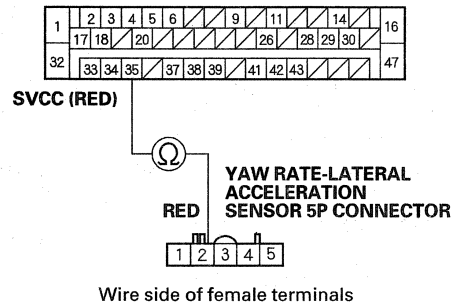 1 2 3 4 5 6 9 11 14 16
17 18 20 26 28 29 30
32 33 34 35 37 38 39 41 42 43 47
SVCC (RED)
Ω
YAW RATE-LATERAL
ACCELERATION
RED SENSOR 5P CONNECTOR
1 2 3 4 5
Wire side of female terminals